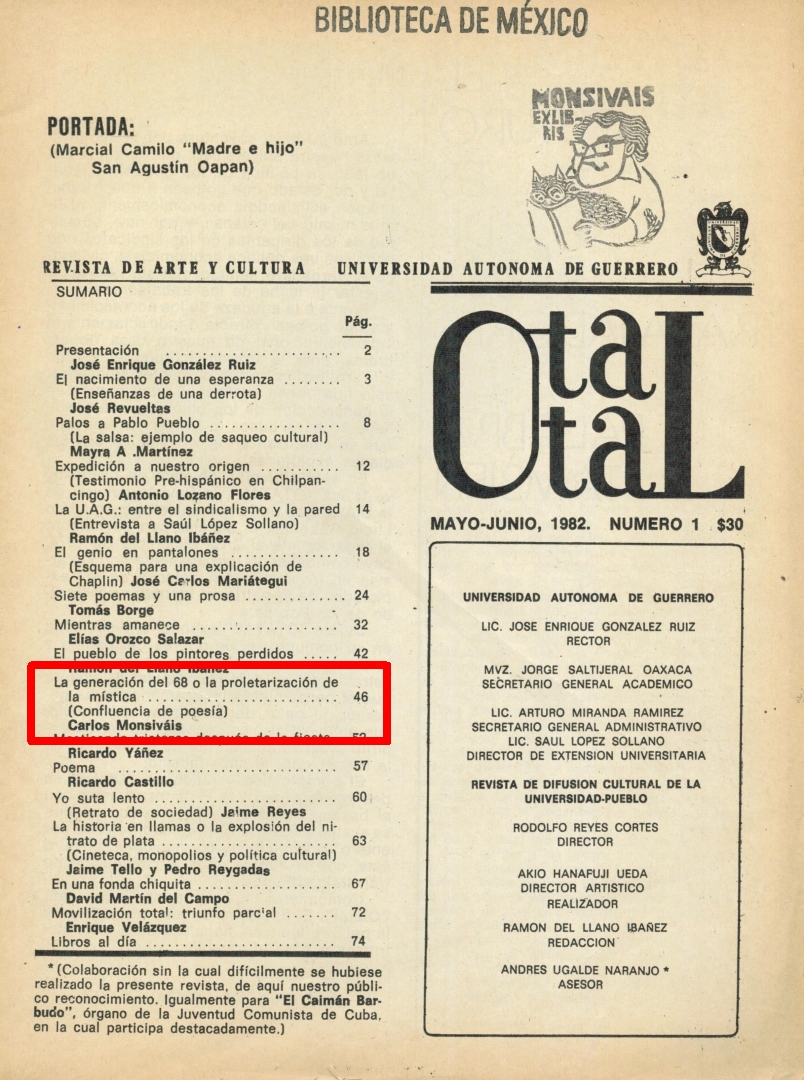 BIBLIOTECA DE MÉXICO
MONSIVAIS
EXLIB-
RIS
PORTADA:
(Marcial Camilo "Madre e hijo"
San Agustín Oapan)
REVISTA DE ARTE Y CULTURA UNIVERSIDAD AUTONOMA DE GUERRERO
SUMARIO
Pág.
Presentación ........................ 2
José Enrique González Ruiz
El nacimiento de una esperanza ........ 3
(Enseñanzas de una derrota)
José Revueltas
Palos a Pablo Pueblo .................. 8
(La salsa: ejemplo de saqueo cultural)
Mayra A .Martínez
Expedición a nuestro origen ........... 12
(Testimonio Pre-hispánico en Chilpan-
cingo) Antonio Lozano Flores
La U.A.G.: entre el sindicalismo y la pared 14
(Entrevista a Saúl López Sollano)
Ramón del Llano Ibáñez
El genio en pantalones ............... 18
(Esquema para una explicación de
Chaplin) José Carlos Mariátegui
Siete poemas y una prosa .............. 24
Tomás Borge
Mientras amanece .................... 32
Elías Orozco Salazar
El pueblo de los pintores perdidos ..... 42
Ramón del Llano Ibáñez
La generación del 68 o la proletarización de
la mística ......................... 46
(Confluencia de poesía)
Carlos Monsiváis
52
Ricardo Yáñez
Poema ............................ 57
Ricardo Castillo
Yo suta lento ........................ 60
(Retrato de sociedad) Jaime Reyes
La historia en llamas o la explosión del ni-
trato de plata ....................... 63
(Cineteca, monopolios y política cultural)
Jaime Tello y Pedro Reygadas
En una fonda chiquita .................. 67
David Martín del Campo
Movilización total: triunfo parcial ....... 72
Enrique Velázquez
Libros al día ......................... 74
* (Colaboración sin la cual difícilmente se hubiese
realizado la presente revista, de aquí nuestro públi-
co reconocimiento. Igualmente para "El Caimán Bar-
budo", órgano de la Juventud Comunista de Cuba,
en la cual participa destacadamente.)
Otatal
MAYO-JUNIO, 1982. NUMERO 1 $30
UNIVERSIDAD AUTONOMA DE GUERRERO
LIC. JOSE ENRIQUE GONZALEZ RUIZ
RECTOR
MVZ. JORGE SALTIJERAL OAXACA
SECRETARIO GENERAL ACADEMICO
LIC. ARTURO MIRANDA RAMIREZ
SECRETARIO GENERAL ADMINISTRATIVO
LIC. SAUL LOPEZ SOLLANO
DIRECTOR DE EXTENSION UNIVERSITARIA
REVISTA DE DIFUSION CULTURAL DE LA
UNIVERSIDAD-PUEBLO
RODOLFO REYES CORTES
DIRECTOR
AKIO HANAFUJI UEDA
DIRECTOR ARTISTICO
REALIZADOR
RAMON DEL LLANO IBAÑEZ
REDACCION
ANDRES UGALDE NARANJO *
ASESOR